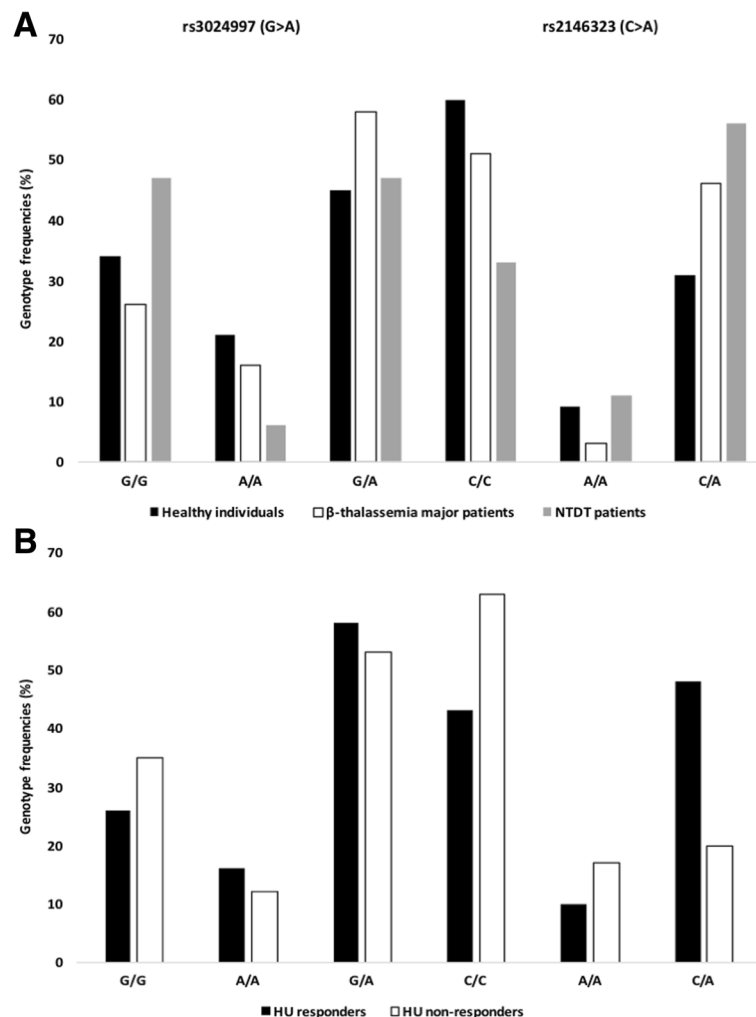 A
rs3024997 (G>A) rs2146323 (C>A)
70
60
50
40
30
20
10
0
Genotype frequencies (%)
G/G A/A G/A C/C A/A C/A
Healthy individuals β-thalassemia major patients NTDT patients
B
70
60
50
40
30
20
10
0
Genotype frequencies (%)
G/G A/A G/A C/C A/A C/A
HU responders HU non-responders